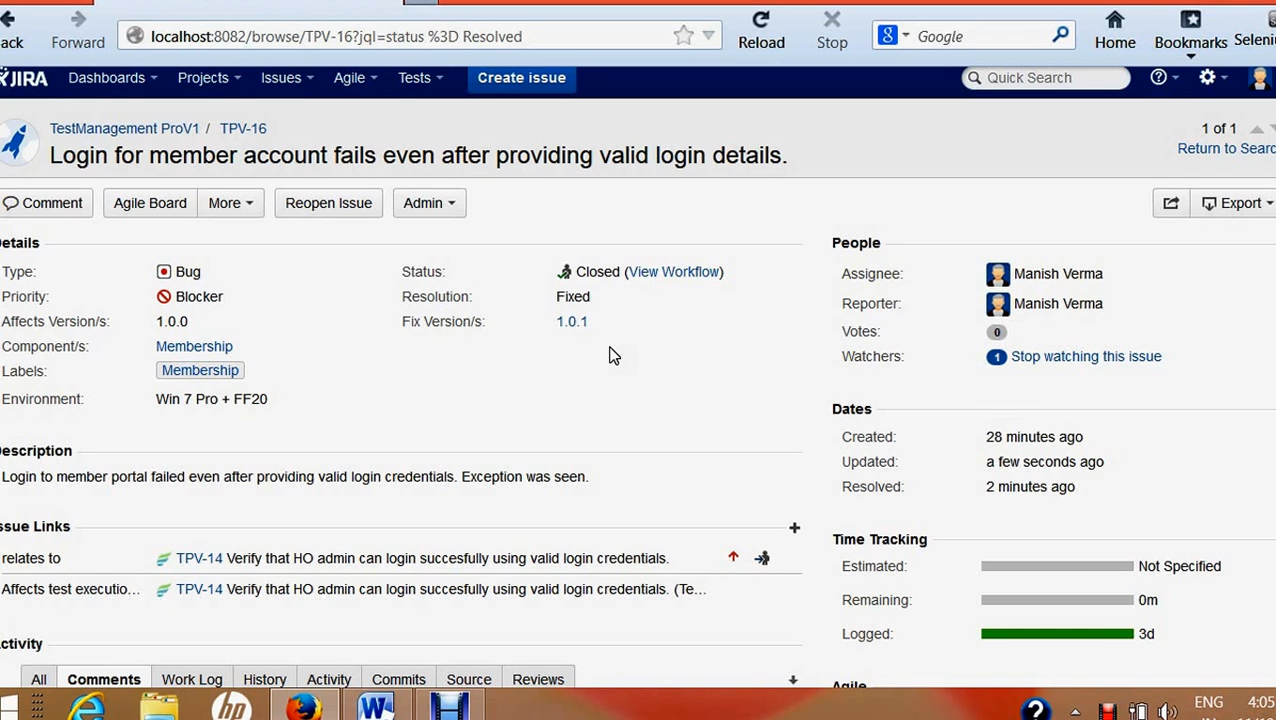 Forward
localhost:8082/browse/TPV-16?jql=status %3D Resolved
Reload
Stop
Google
Home
Bookmarks
JIRA
Dashboards
Projects
Issues
Agile
Tests
Create issue
Quick Search
TestManagement ProV1 / TPV-16
Login for member account fails even after providing valid login details.
1 of 1
Return to Searc
Comment
Agile Board
More
Reopen Issue
Admin
Export
Details
Type: Bug
Status: Closed (View Workflow)
Priority: Blocker
Resolution: Fixed
Affects Version/s: 1.0.0
Fix Version/s: 1.0.1
Component/s: Membership
Labels: Membership
Environment: Win 7 Pro + FF20
People
Assignee: Manish Verma
Reporter: Manish Verma
Votes: 0
Watchers: 1 Stop watching this issue
Dates
Created: 28 minutes ago
Updated: a few seconds ago
Resolved: 2 minutes ago
Description
Login to member portal failed even after providing valid login credentials. Exception was seen.
ssue Links
relates to TPV-14 Verify that HO admin can login succesfully using valid login credentials.
Affects test executio... TPV-14 Verify that HO admin can login succesfully using valid login credentials. (Te...
Time Tracking
Estimated: Not Specified
Remaining: 0m
Logged: 3d
ctivity
All
Comments
Work Log
History
Activity
Commits
Source
Reviews
hp
ENG
4:05